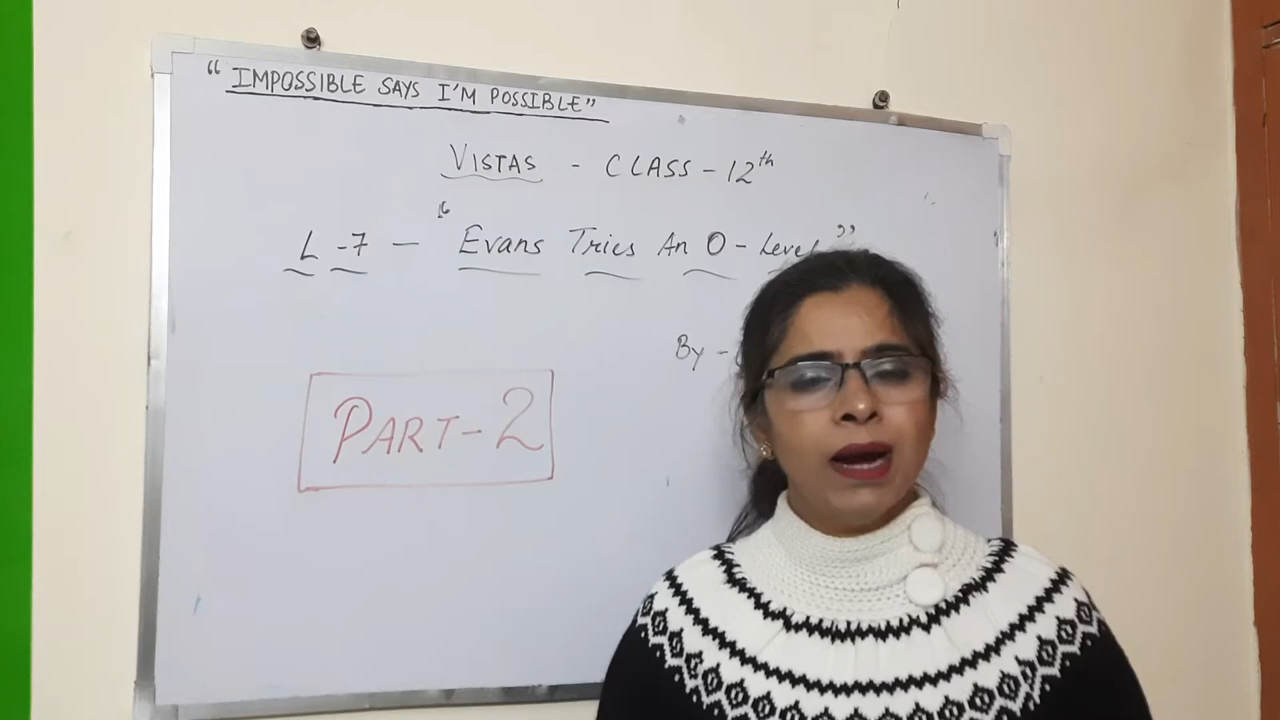 “IMPOSSIBLE SAYS I'M POSSIBLE”
VISTAS - CLASS - 12th
L - 7 - “Evans Tries An O - Level”
By -
PART - 2